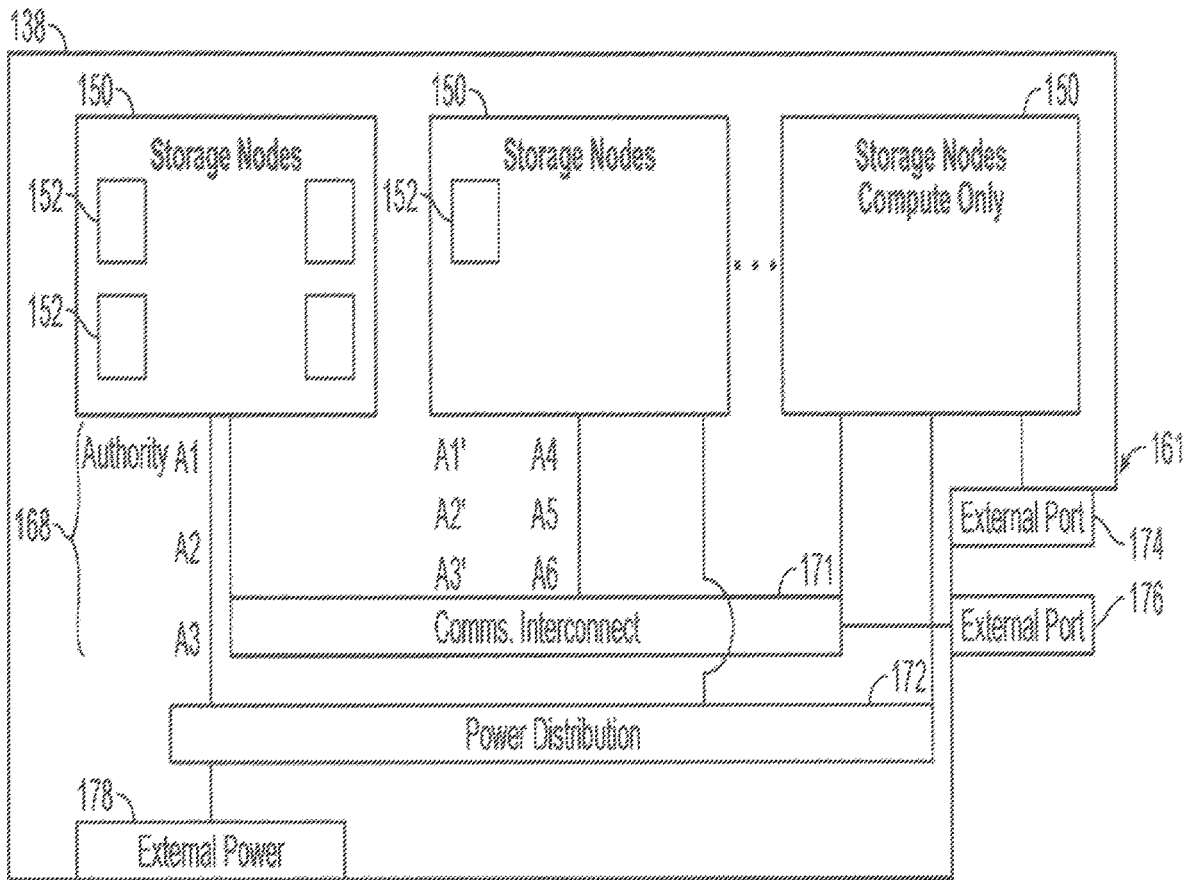 138
150
150
150
Storage Nodes
Storage Nodes
Storage Nodes
Compute Only
152
152
152
...
168
Authority A1
A2
A3
A1' A4
A2' A5
A3' A6
161
External Port
174
171
Comms. Interconnect
External Port
176
172
Power Distribution
178
External Power